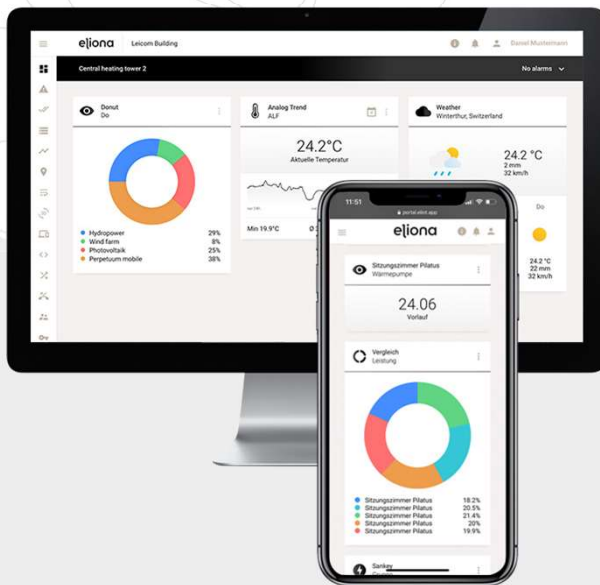 eliona
Leicom Building
Daniel Mustermann
Central heating tower 2
No alarms
Donut
Do
Hydropower 29%
Wind farm 8%
Photovoltaik 25%
Perpetuum mobile 38%
Analog Trend
ALF
24.2°C
Aktuelle Temperatur
Min 19.9°C
Weather
Winterthur, Switzerland
24.2 °C
2 mm
32 km/h
Do
24.2 °C
22 mm
32 km/h
11:51
portal.eliot.app
eliona
Sitzungszimmer Pilatus
Wärmepumpe
24.06
Vorlauf
Vergleich
Leistung
Sitzungszimmer Pilatus 18.2%
Sitzungszimmer Pilatus 20.5%
Sitzungszimmer Pilatus 21.4%
Sitzungszimmer Pilatus 20%
Sitzungszimmer Pilatus 19.9%
Sankey